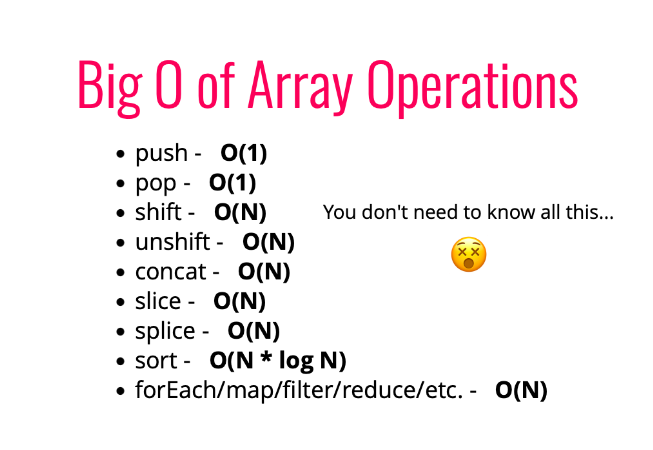 Big O of Array Operations
• push - O(1)
• pop - O(1)
• shift - O(N)
You don't need to know all this...
• unshift - O(N)
• concat - O(N)
• slice - O(N)
• splice - O(N)
• sort - O(N * log N)
• forEach/map/filter/reduce/etc. - O(N)